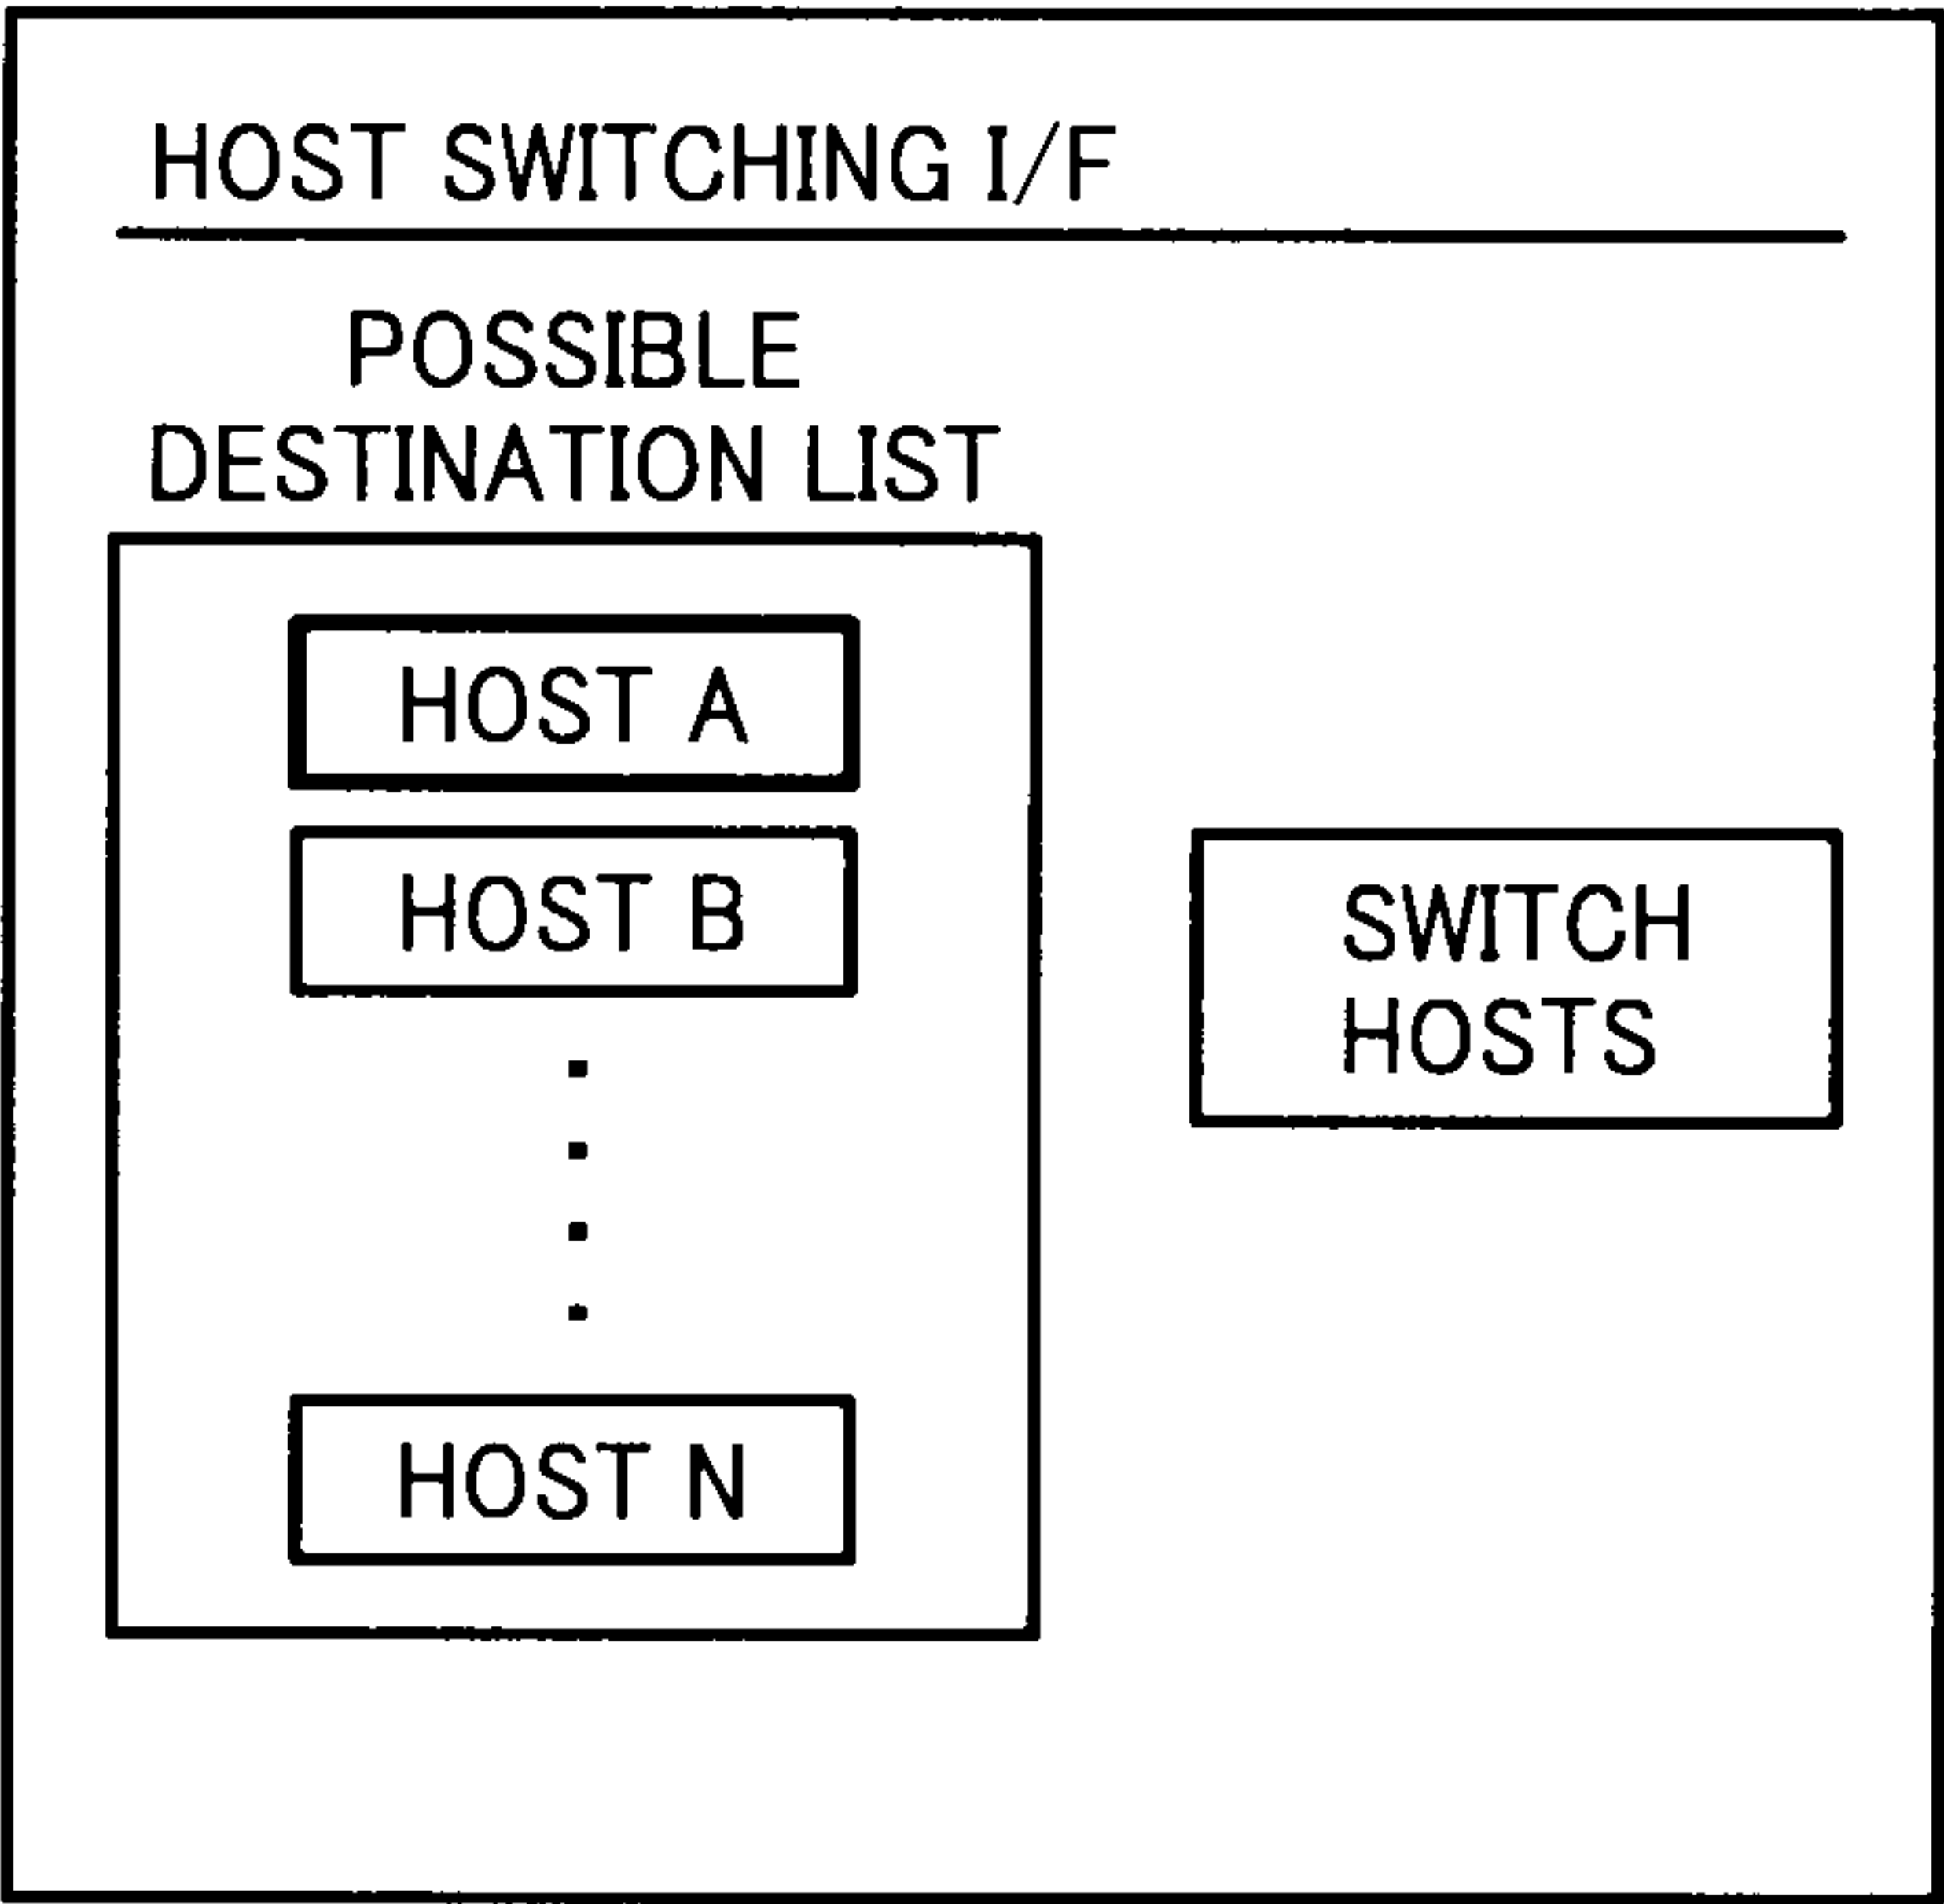 HOST SWITCHING I/F
POSSIBLE
DESTINATION LIST
HOST A
HOST B
HOST N
SWITCH
HOSTS